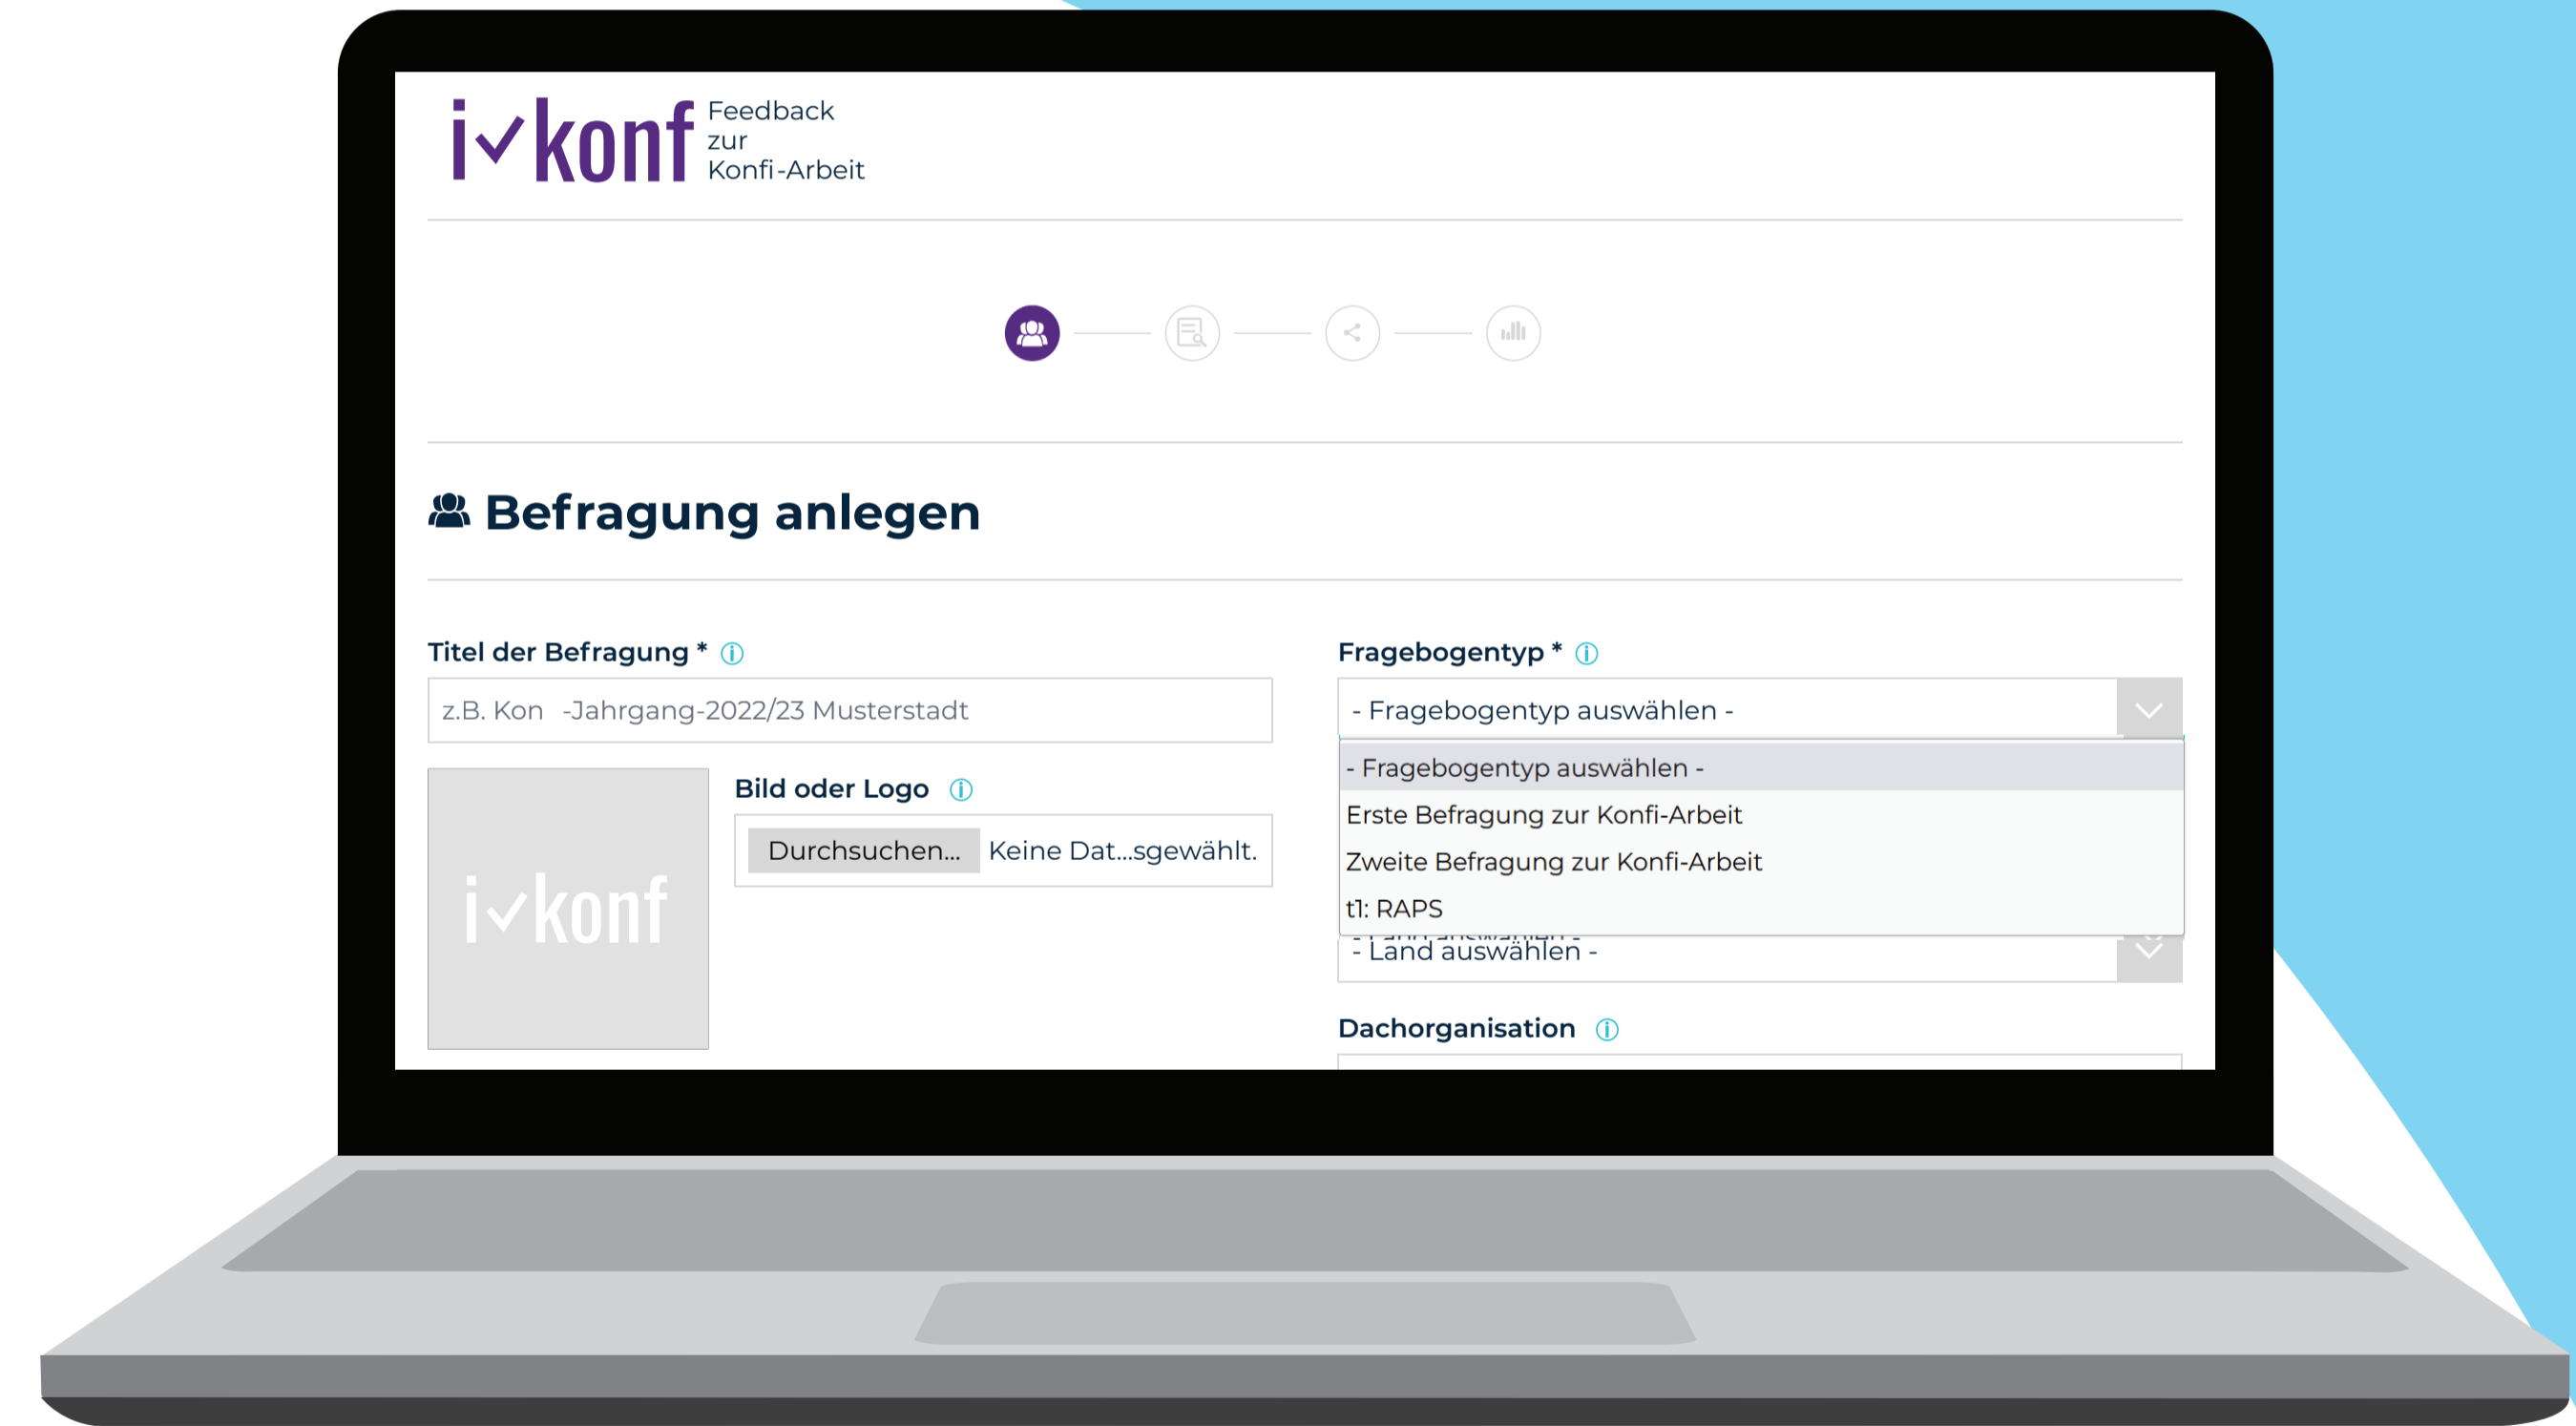 i✓konf
Feedback
zur
Konfi-Arbeit
Befragung anlegen
Titel der Befragung *
z.B. Kon -Jahrgang-2022/23 Musterstadt
Bild oder Logo
Durchsuchen... Keine Dat...sgewählt.
i✓konf
Fragebogentyp *
- Fragebogentyp auswählen -
- Fragebogentyp auswählen -
Erste Befragung zur Konfi-Arbeit
Zweite Befragung zur Konfi-Arbeit
t1: RAPS
- Land auswählen -
- Land auswählen -
Dachorganisation